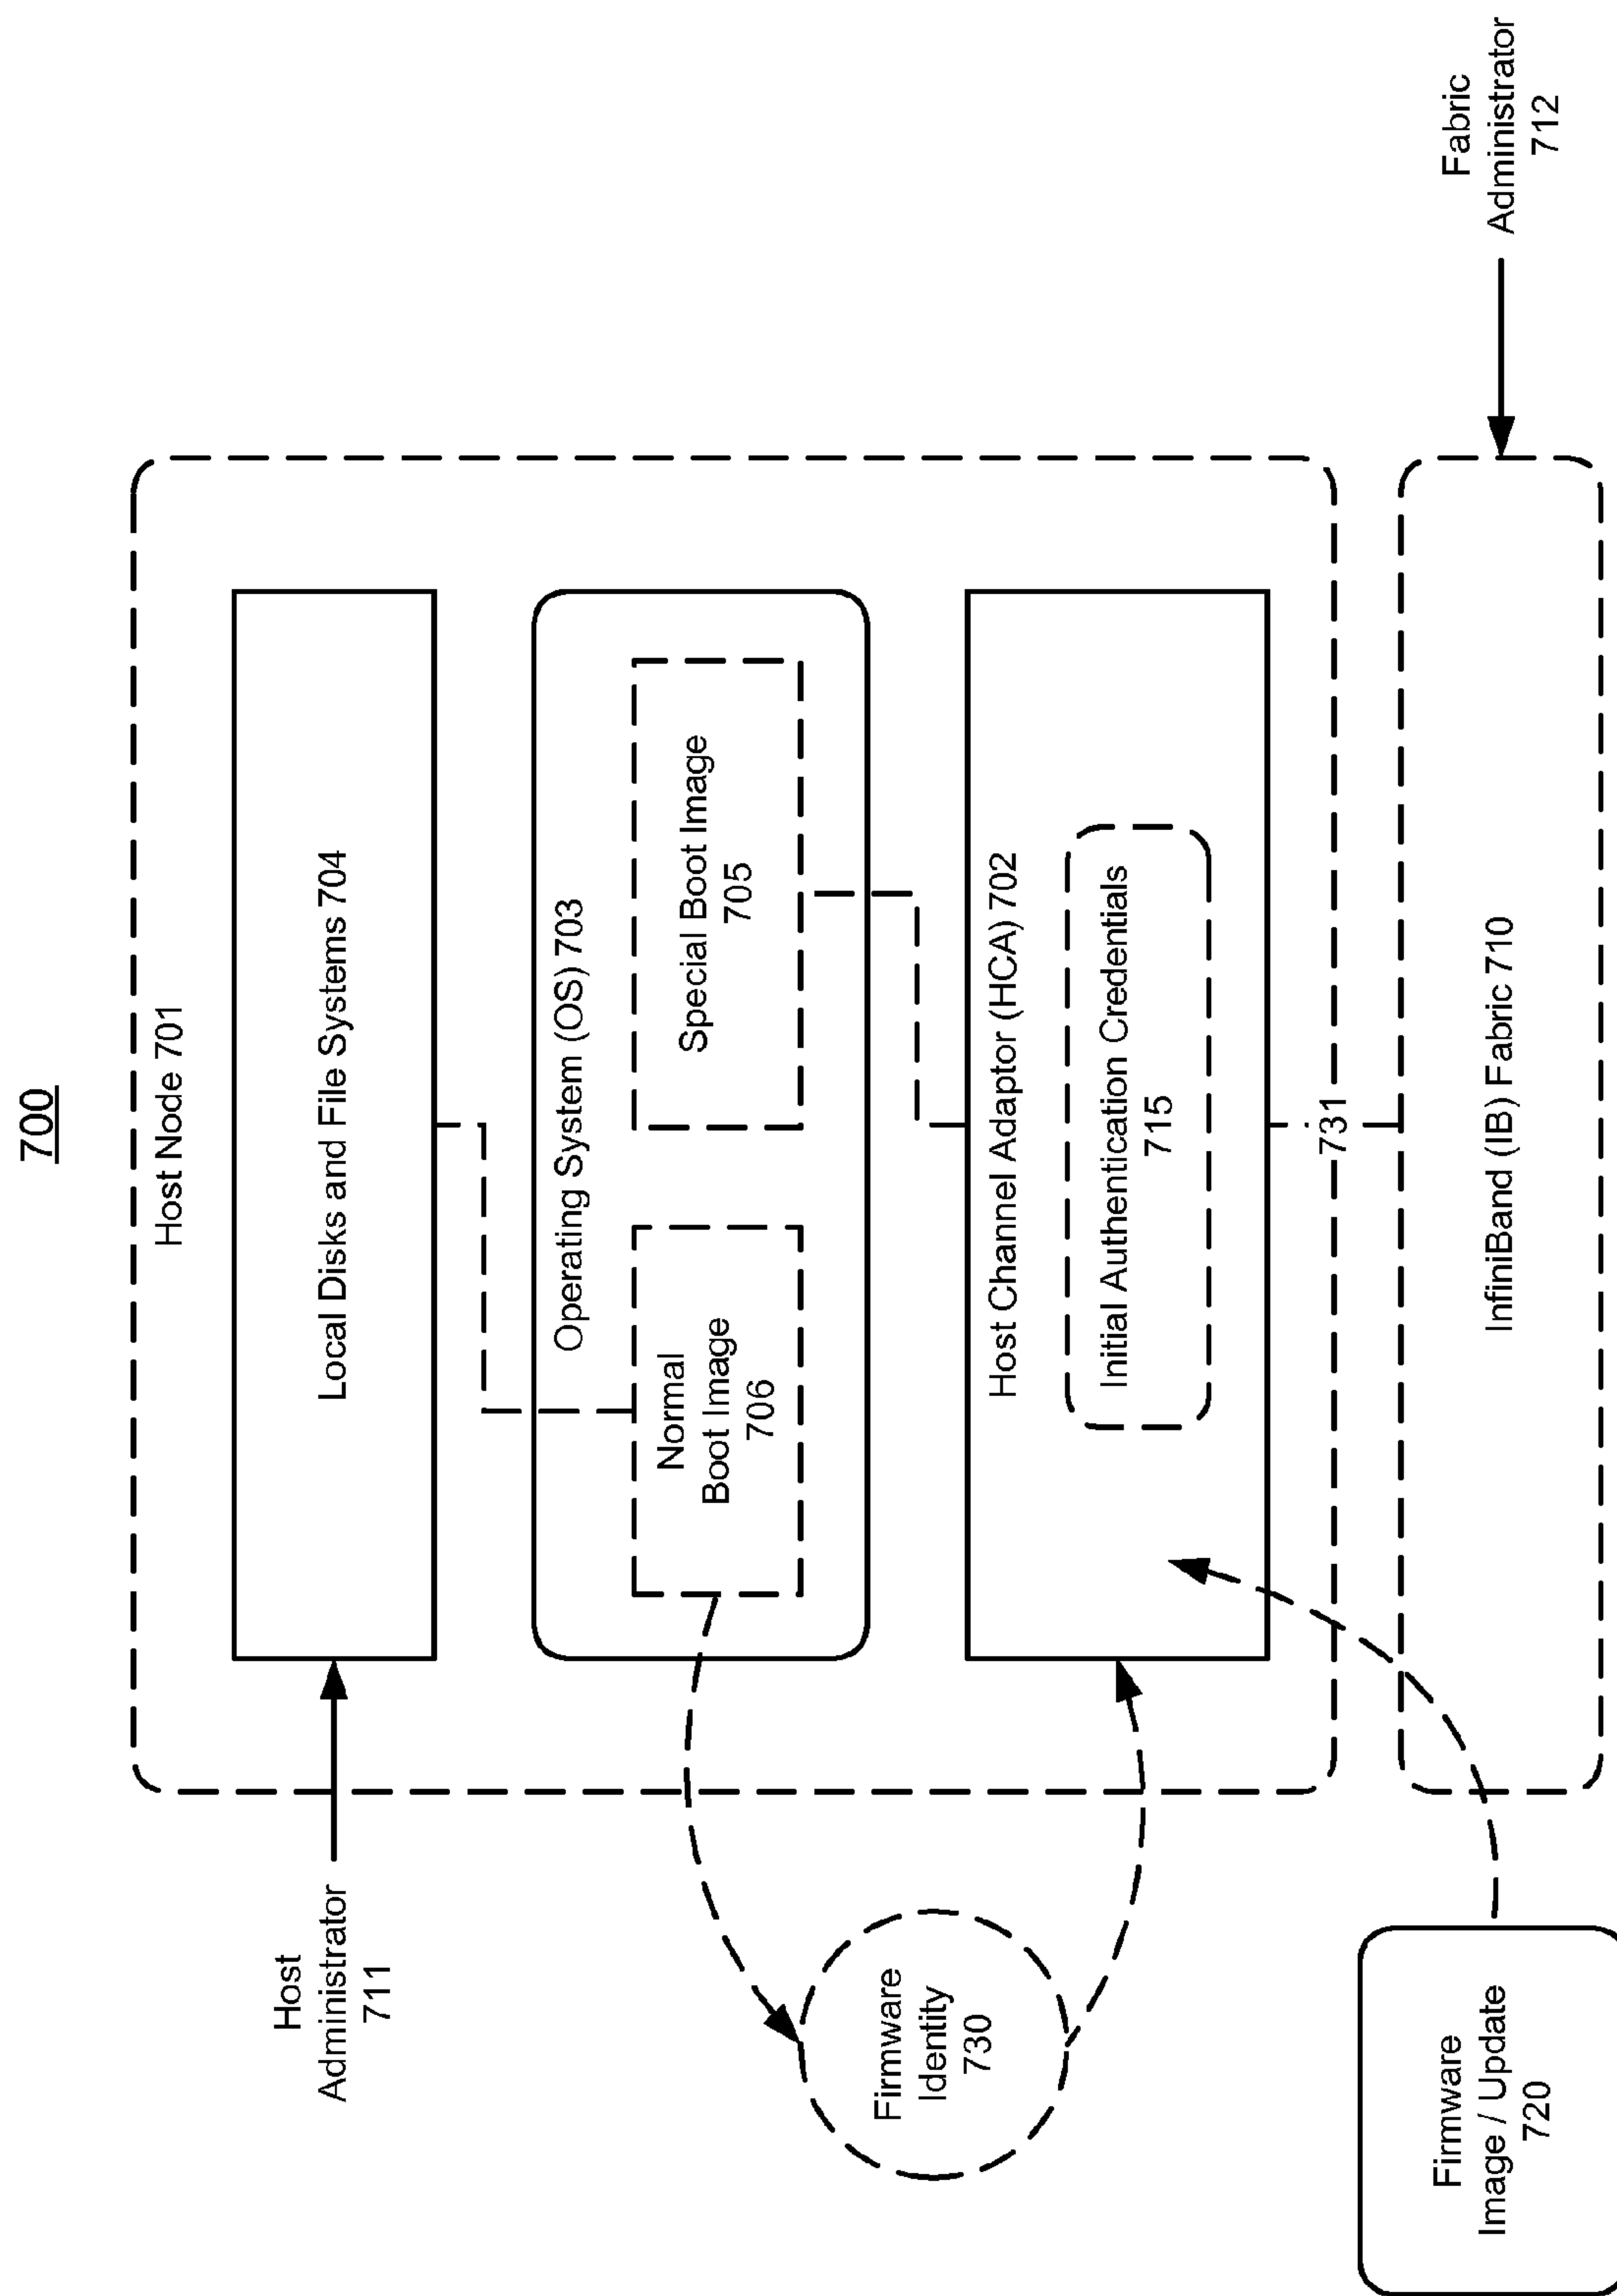 700
Host Node 701
Local Disks and File Systems 704
Host
Administrator
711
Operating System (OS) 703
Normal
Boot Image
706
Special Boot Image
705
Firmware
Identity
730
Host Channel Adaptor (HCA) 702
Initial Authentication Credentials
715
731
InfiniBand (IB) Fabric 710
Fabric
Administrator
712
Firmware
Image / Update
720